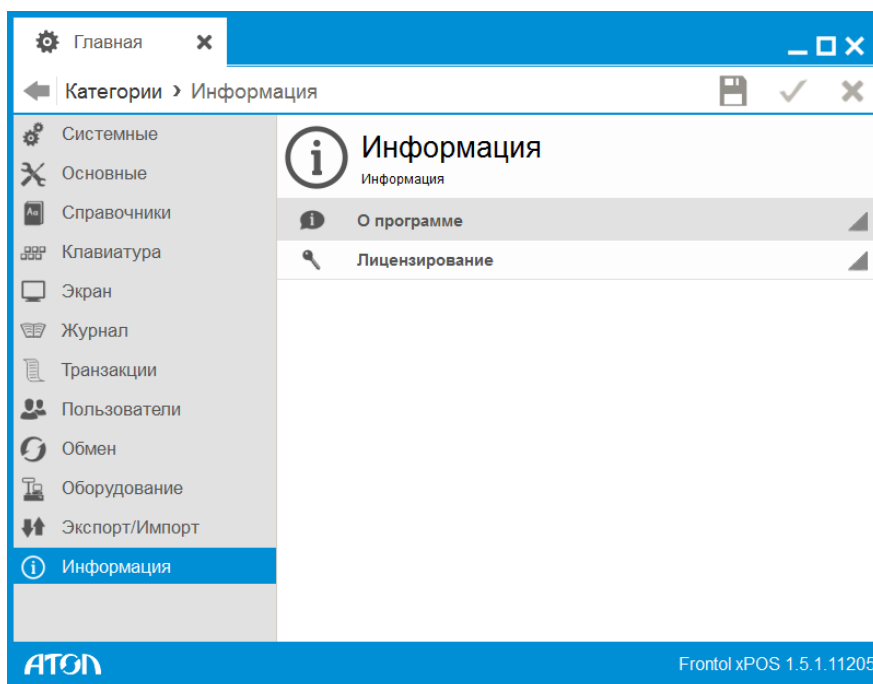 Главная
Категории › Информация
Системные
Основные
Справочники
Клавиатура
Экран
Журнал
Транзакции
Пользователи
Обмен
Оборудование
Экспорт/Импорт
Информация
Информация
Информация
О программе
Лицензирование
АТОЛ
Frontol xPOS 1.5.1.11205